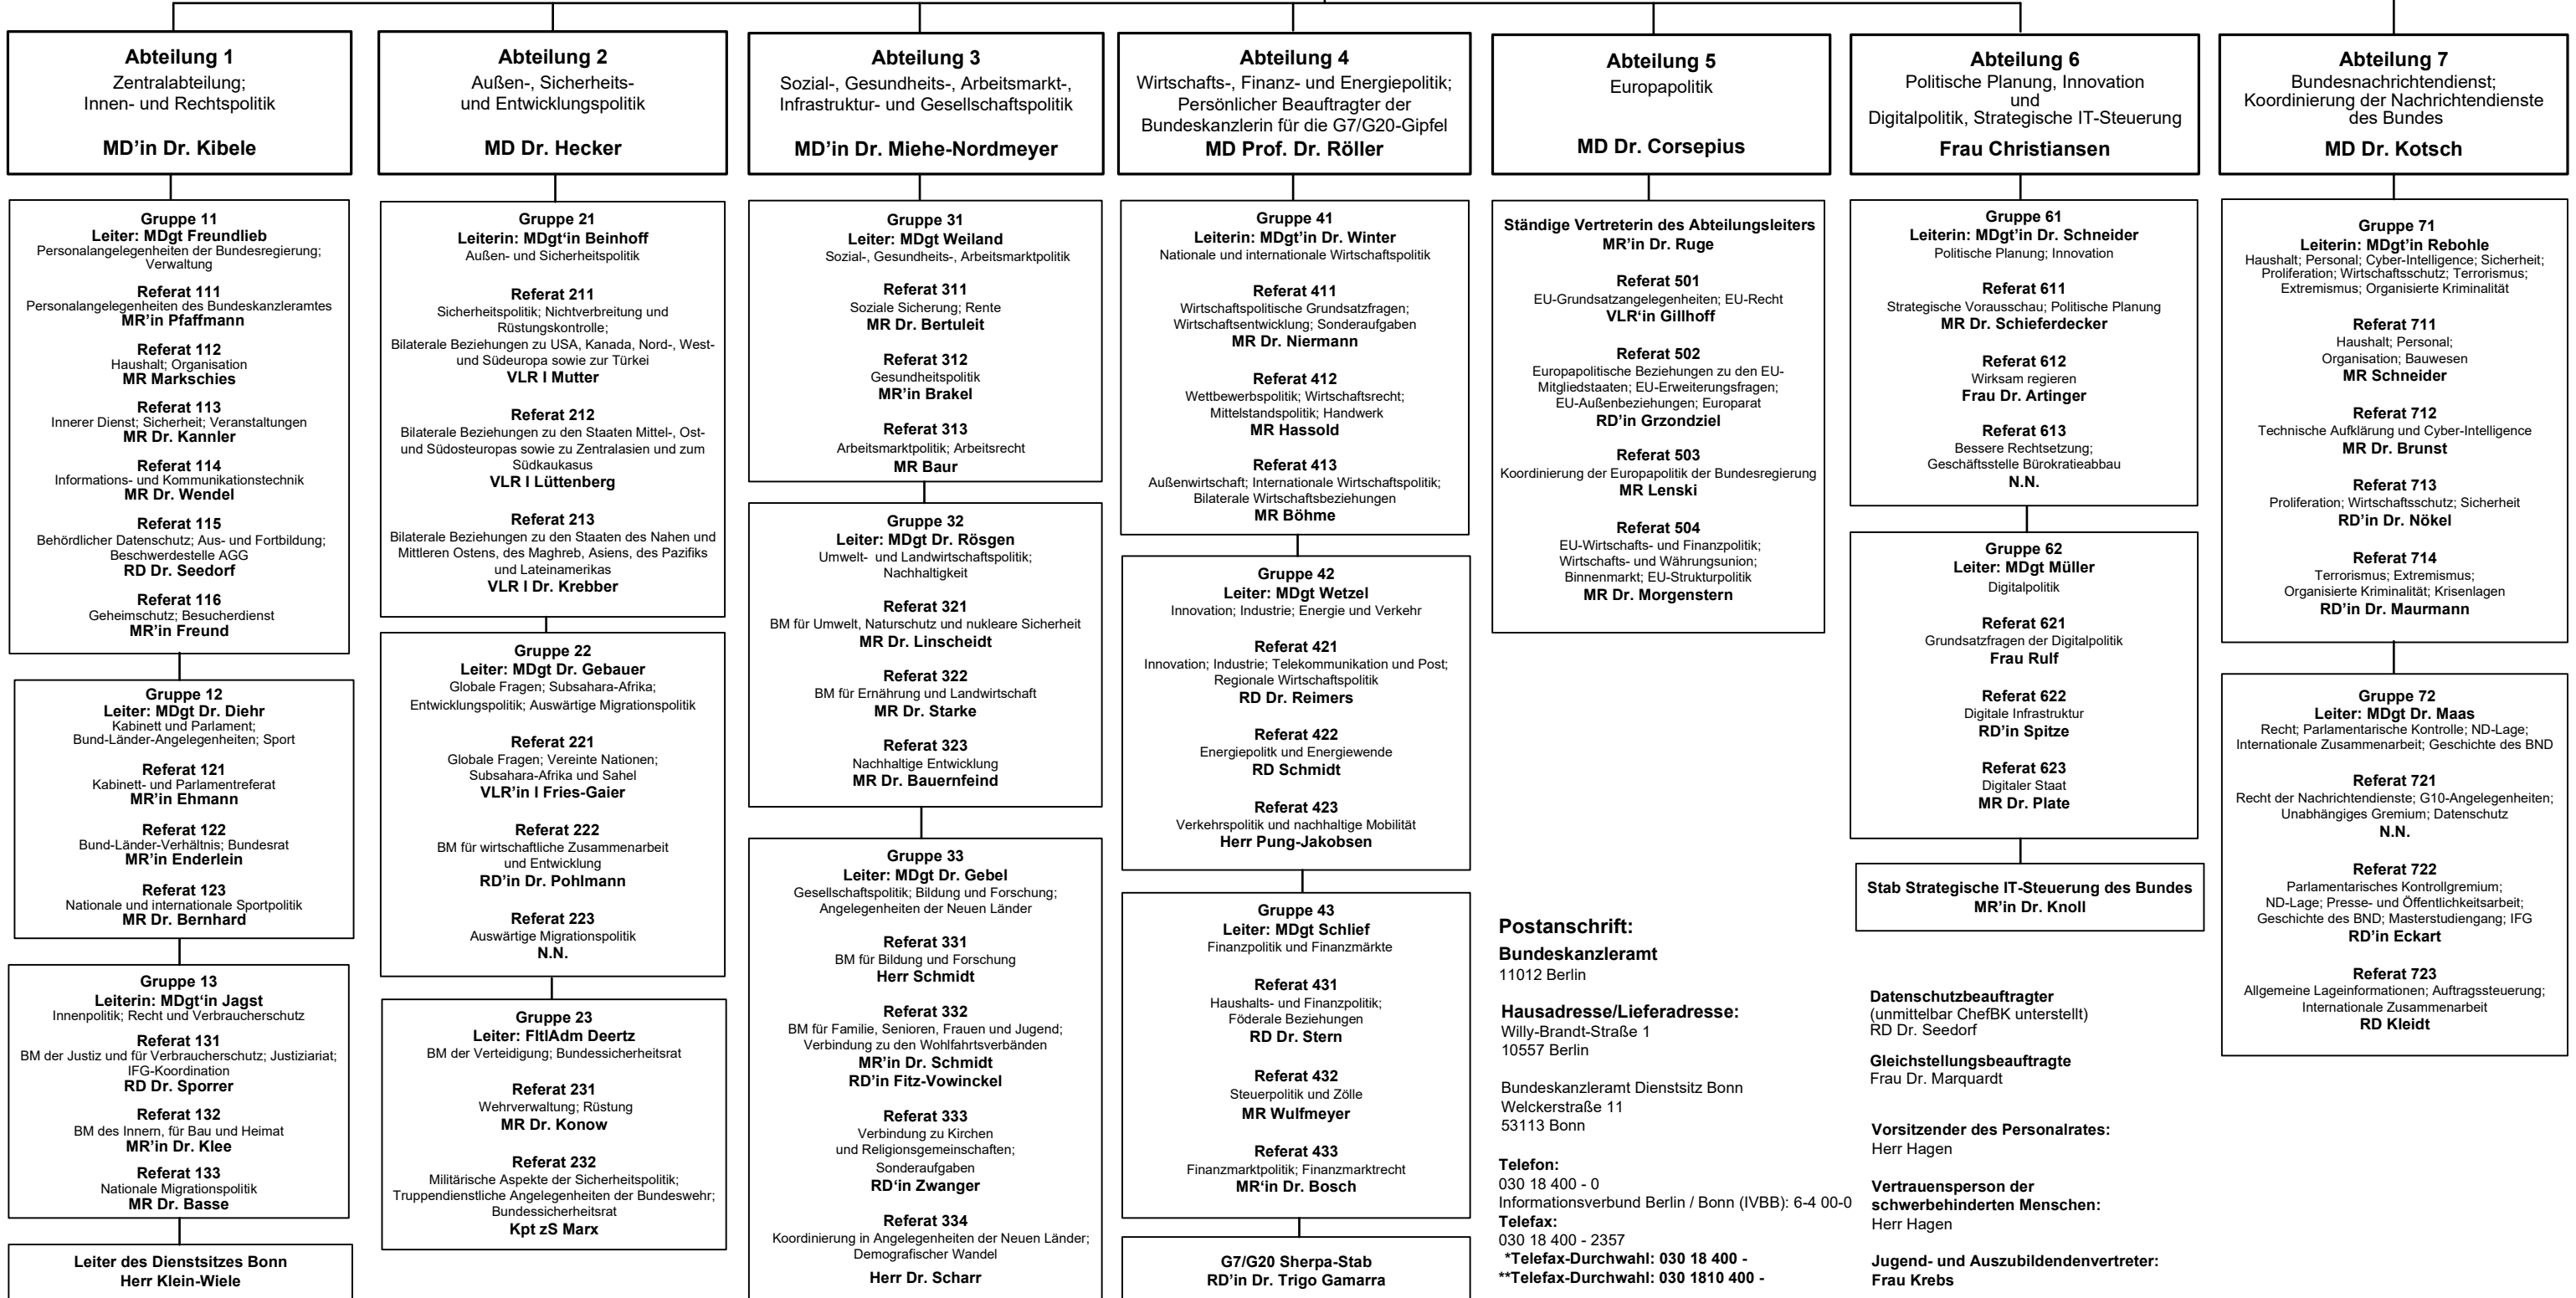 Abteilung 1
Zentralabteilung;
Innen- und Rechtspolitik
MD’in Dr. Kibele
Gruppe 11
Leiter: MDgt Freundlieb
Personalangelegenheiten der Bundesregierung;
Verwaltung
Referat 111
Personalangelegenheiten des Bundeskanzleramtes
MR’in Pfaffmann
Referat 112
Haushalt; Organisation
MR Markschies
Referat 113
Innerer Dienst; Sicherheit; Veranstaltungen
MR Dr. Kannler
Referat 114
Informations- und Kommunikationstechnik
MR Dr. Wendel
Referat 115
Behördlicher Datenschutz; Aus- und Fortbildung;
Beschwerdestelle AGG
RD Dr. Seedorf
Referat 116
Geheimschutz; Besucherdienst
MR’in Freund
Gruppe 12
Leiter: MDgt Dr. Diehr
Kabinett und Parlament;
Bund-Länder-Angelegenheiten; Sport
Referat 121
Kabinett- und Parlamentreferat
MR’in Ehmann
Referat 122
Bund-Länder-Verhältnis; Bundesrat
MR’in Enderlein
Referat 123
Nationale und internationale Sportpolitik
MR Dr. Bernhard
Gruppe 13
Leiterin: MDgt‘in Jagst
Innenpolitik; Recht und Verbraucherschutz
Referat 131
BM der Justiz und für Verbraucherschutz; Justiziariat;
IFG-Koordination
RD Dr. Sporrer
Referat 132
BM des Innern, für Bau und Heimat
MR’in Dr. Klee
Referat 133
Nationale Migrationspolitik
MR Dr. Basse
Leiter des Dienstsitzes Bonn
Herr Klein-Wiele
Abteilung 2
Außen-, Sicherheits-
und Entwicklungspolitik
MD Dr. Hecker
Gruppe 21
Leiterin: MDgt‘in Beinhoff
Außen- und Sicherheitspolitik
Referat 211
Sicherheitspolitik; Nichtverbreitung und
Rüstungskontrolle;
Bilaterale Beziehungen zu USA, Kanada, Nord-, West-
und Südeuropa sowie zur Türkei
VLR I Mutter
Referat 212
Bilaterale Beziehungen zu den Staaten Mittel-, Ost-
und Südosteuropas sowie zu Zentralasien und zum
Südkaukasus
VLR I Lüttenberg
Referat 213
Bilaterale Beziehungen zu den Staaten des Nahen und
Mittleren Ostens, des Maghreb, Asiens, des Pazifiks
und Lateinamerikas
VLR I Dr. Krebber
Gruppe 22
Leiter: MDgt Dr. Gebauer
Globale Fragen; Subsahara-Afrika;
Entwicklungspolitik; Auswärtige Migrationspolitik
Referat 221
Globale Fragen; Vereinte Nationen;
Subsahara-Afrika und Sahel
VLR’in I Fries-Gaier
Referat 222
BM für wirtschaftliche Zusammenarbeit
und Entwicklung
RD’in Dr. Pohlmann
Referat 223
Auswärtige Migrationspolitik
N.N.
Gruppe 23
Leiter: FltlAdm Deertz
BM der Verteidigung; Bundessicherheitsrat
Referat 231
Wehrverwaltung; Rüstung
MR Dr. Konow
Referat 232
Militärische Aspekte der Sicherheitspolitik;
Truppendienstliche Angelegenheiten der Bundeswehr;
Bundessicherheitsrat
Kpt zS Marx
Abteilung 3
Sozial-, Gesundheits-, Arbeitsmarkt-,
Infrastruktur- und Gesellschaftspolitik
MD’in Dr. Miehe-Nordmeyer
Gruppe 31
Leiter: MDgt Weiland
Sozial-, Gesundheits-, Arbeitsmarktpolitik
Referat 311
Soziale Sicherung; Rente
MR Dr. Bertuleit
Referat 312
Gesundheitspolitik
MR’in Brakel
Referat 313
Arbeitsmarktpolitik; Arbeitsrecht
MR Baur
Gruppe 32
Leiter: MDgt Dr. Rösgen
Umwelt- und Landwirtschaftspolitik;
Nachhaltigkeit
Referat 321
BM für Umwelt, Naturschutz und nukleare Sicherheit
MR Dr. Linscheidt
Referat 322
BM für Ernährung und Landwirtschaft
MR Dr. Starke
Referat 323
Nachhaltige Entwicklung
MR Dr. Bauernfeind
Gruppe 33
Leiter: MDgt Dr. Gebel
Gesellschaftspolitik; Bildung und Forschung;
Angelegenheiten der Neuen Länder
Referat 331
BM für Bildung und Forschung
Herr Schmidt
Referat 332
BM für Familie, Senioren, Frauen und Jugend;
Verbindung zu den Wohlfahrtsverbänden
MR’in Dr. Schmidt
RD’in Fitz-Vowinckel
Referat 333
Verbindung zu Kirchen
und Religionsgemeinschaften;
Sonderaufgaben
RD‘in Zwanger
Referat 334
Koordinierung in Angelegenheiten der Neuen Länder;
Demografischer Wandel
Herr Dr. Scharr
Abteilung 4
Wirtschafts-, Finanz- und Energiepolitik;
Persönlicher Beauftragter der
Bundeskanzlerin für die G7/G20-Gipfel
MD Prof. Dr. Röller
Gruppe 41
Leiterin: MDgt’in Dr. Winter
Nationale und internationale Wirtschaftspolitik
Referat 411
Wirtschaftspolitische Grundsatzfragen;
Wirtschaftsentwicklung; Sonderaufgaben
MR Dr. Niermann
Referat 412
Wettbewerbspolitik; Wirtschaftsrecht;
Mittelstandspolitik; Handwerk
MR Hassold
Referat 413
Außenwirtschaft; Internationale Wirtschaftspolitik;
Bilaterale Wirtschaftsbeziehungen
MR Böhme
Gruppe 42
Leiter: MDgt Wetzel
Innovation; Industrie; Energie und Verkehr
Referat 421
Innovation; Industrie; Telekommunikation und Post;
Regionale Wirtschaftspolitik
RD Dr. Reimers
Referat 422
Energiepolitk und Energiewende
RD Schmidt
Referat 423
Verkehrspolitik und nachhaltige Mobilität
Herr Pung-Jakobsen
Gruppe 43
Leiter: MDgt Schlief
Finanzpolitik und Finanzmärkte
Referat 431
Haushalts- und Finanzpolitik;
Föderale Beziehungen
RD Dr. Stern
Referat 432
Steuerpolitik und Zölle
MR Wulfmeyer
Referat 433
Finanzmarktpolitik; Finanzmarktrecht
MR‘in Dr. Bosch
G7/G20 Sherpa-Stab
RD’in Dr. Trigo Gamarra
Abteilung 5
Europapolitik
MD Dr. Corsepius
Ständige Vertreterin des Abteilungsleiters
MR’in Dr. Ruge
Referat 501
EU-Grundsatzangelegenheiten; EU-Recht
VLR‘in Gillhoff
Referat 502
Europapolitische Beziehungen zu den EU-
Mitgliedstaaten; EU-Erweiterungsfragen;
EU-Außenbeziehungen; Europarat
RD’in Grzondziel
Referat 503
Koordinierung der Europapolitik der Bundesregierung
MR Lenski
Referat 504
EU-Wirtschafts- und Finanzpolitik;
Wirtschafts- und Währungsunion;
Binnenmarkt; EU-Strukturpolitik
MR Dr. Morgenstern
Postanschrift:
Bundeskanzleramt
11012 Berlin
Hausadresse/Lieferadresse:
Willy-Brandt-Straße 1
10557 Berlin
Bundeskanzleramt Dienstsitz Bonn
Welckerstraße 11
53113 Bonn
Telefon:
030 18 400 - 0
Informationsverbund Berlin / Bonn (IVBB): 6-4 00-0
Telefax:
030 18 400 - 2357
*Telefax-Durchwahl: 030 18 400 -
**Telefax-Durchwahl: 030 1810 400 -
Abteilung 6
Politische Planung, Innovation
und
Digitalpolitik, Strategische IT-Steuerung
Frau Christiansen
Gruppe 61
Leiterin: MDgt’in Dr. Schneider
Politische Planung; Innovation
Referat 611
Strategische Vorausschau; Politische Planung
MR Dr. Schieferdecker
Referat 612
Wirksam regieren
Frau Dr. Artinger
Referat 613
Bessere Rechtsetzung;
Geschäftsstelle Bürokratieabbau
N.N.
Gruppe 62
Leiter: MDgt Müller
Digitalpolitik
Referat 621
Grundsatzfragen der Digitalpolitik
Frau Rulf
Referat 622
Digitale Infrastruktur
RD’in Spitze
Referat 623
Digitaler Staat
MR Dr. Plate
Stab Strategische IT-Steuerung des Bundes
MR’in Dr. Knoll
Datenschutzbeauftragter
(unmittelbar ChefBK unterstellt)
RD Dr. Seedorf
Gleichstellungsbeauftragte
Frau Dr. Marquardt
Vorsitzender des Personalrates:
Herr Hagen
Vertrauensperson der
schwerbehinderten Menschen:
Herr Hagen
Jugend- und Auszubildendenvertreter:
Frau Krebs
Abteilung 7
Bundesnachrichtendienst;
Koordinierung der Nachrichtendienste
des Bundes
MD Dr. Kotsch
Gruppe 71
Leiterin: MDgt’in Rebohle
Haushalt; Personal; Cyber-Intelligence; Sicherheit;
Proliferation; Wirtschaftsschutz; Terrorismus;
Extremismus; Organisierte Kriminalität
Referat 711
Haushalt; Personal;
Organisation; Bauwesen
MR Schneider
Referat 712
Technische Aufklärung und Cyber-Intelligence
MR Dr. Brunst
Referat 713
Proliferation; Wirtschaftsschutz; Sicherheit
RD’in Dr. Nökel
Referat 714
Terrorismus; Extremismus;
Organisierte Kriminalität; Krisenlagen
RD’in Dr. Maurmann
Gruppe 72
Leiter: MDgt Dr. Maas
Recht; Parlamentarische Kontrolle; ND-Lage;
Internationale Zusammenarbeit; Geschichte des BND
Referat 721
Recht der Nachrichtendienste; G10-Angelegenheiten;
Unabhängiges Gremium; Datenschutz
N.N.
Referat 722
Parlamentarisches Kontrollgremium;
ND-Lage; Presse- und Öffentlichkeitsarbeit;
Geschichte des BND; Masterstudiengang; IFG
RD’in Eckart
Referat 723
Allgemeine Lageinformationen; Auftragssteuerung;
Internationale Zusammenarbeit
RD Kleidt